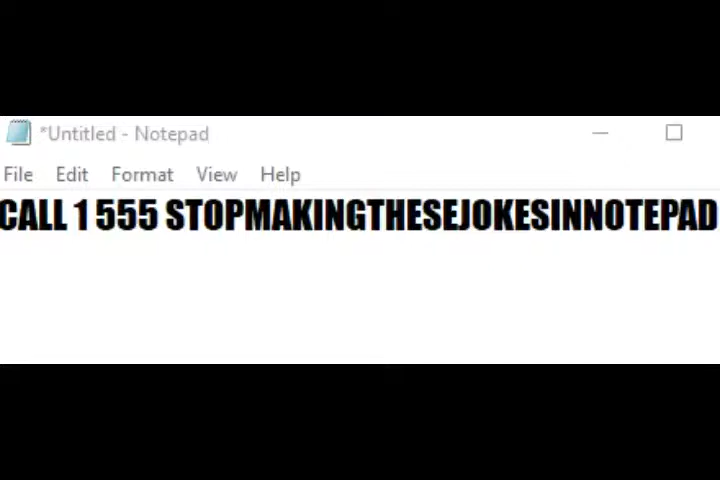 *Untitled - Notepad
File Edit Format View Help
CALL 1 555 STOPMAKINGTHESEJOKESINNOTEPAD